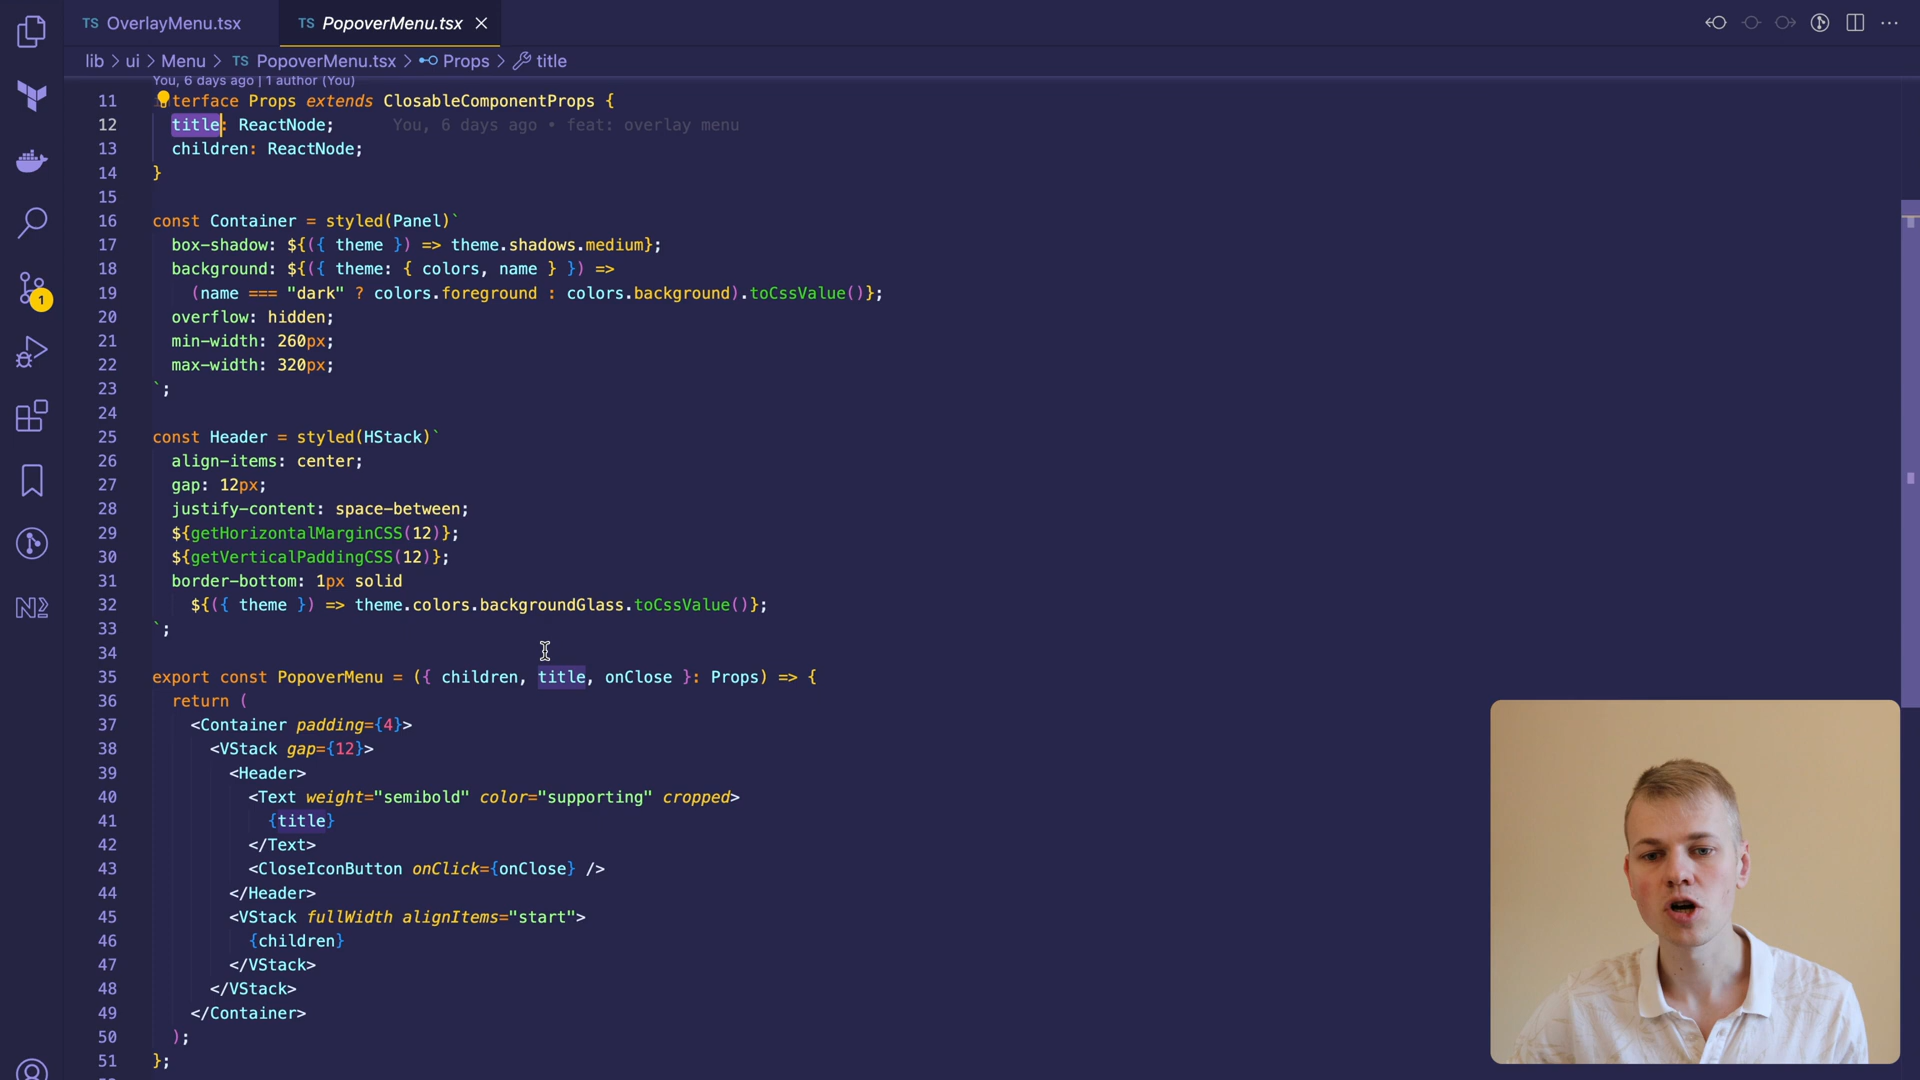 TS OverlayMenu.tsx
TS PopoverMenu.tsx
lib > ui > Menu > TS PopoverMenu.tsx > Props > title
You, 6 days ago | 1 author (You)
11 terface Props extends ClosableComponentProps {
12 title: ReactNode; You, 6 days ago • feat: overlay menu
13 children: ReactNode;
14 }
15
16 const Container = styled(Panel)`
17 box-shadow: ${({ theme }) => theme.shadows.medium};
18 background: ${({ theme: { colors, name } }) =>
19 (name === "dark" ? colors.foreground : colors.background).toCssValue()};
20 overflow: hidden;
21 min-width: 260px;
22 max-width: 320px;
23 `;
24
25 const Header = styled(HStack)`
26 align-items: center;
27 gap: 12px;
28 justify-content: space-between;
29 ${getHorizontalMarginCSS(12)};
30 ${getVerticalPaddingCSS(12)};
31 border-bottom: 1px solid
32 ${({ theme }) => theme.colors.backgroundGlass.toCssValue()};
33 `;
34
35 export const PopoverMenu = ({ children, title, onClose }: Props) => {
36 return (
37 <Container padding={4}>
38 <VStack gap={12}>
39 <Header>
40 <Text weight="semibold" color="supporting" cropped>
41 {title}
42 </Text>
43 <CloseIconButton onClick={onClose} />
44 </Header>
45 <VStack fullWidth alignItems="start">
46 {children}
47 </VStack>
48 </VStack>
49 </Container>
50 );
51 };
1